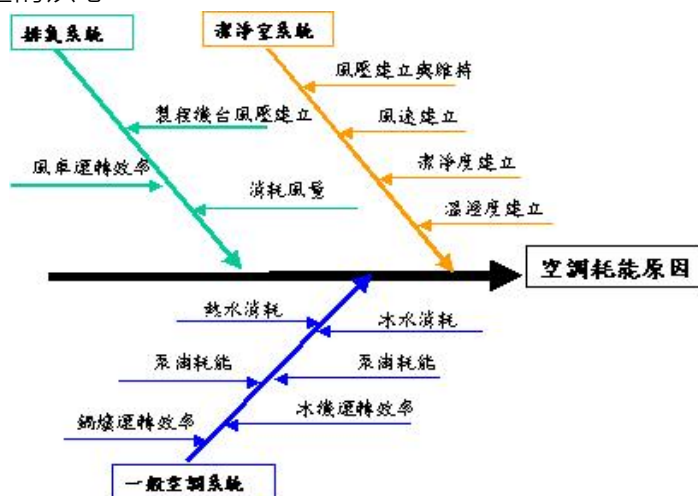 排氣系統
潔淨室系統
風壓建立與維持
製程機台風壓建立
風速建立
風車運轉效率
潔淨度建立
消耗風量
溫溼度建立
空調耗能原因
熱水消耗
冰水消耗
泵浦耗能
泵浦耗能
鍋爐運轉效率
冰機運轉效率
一般空調系統